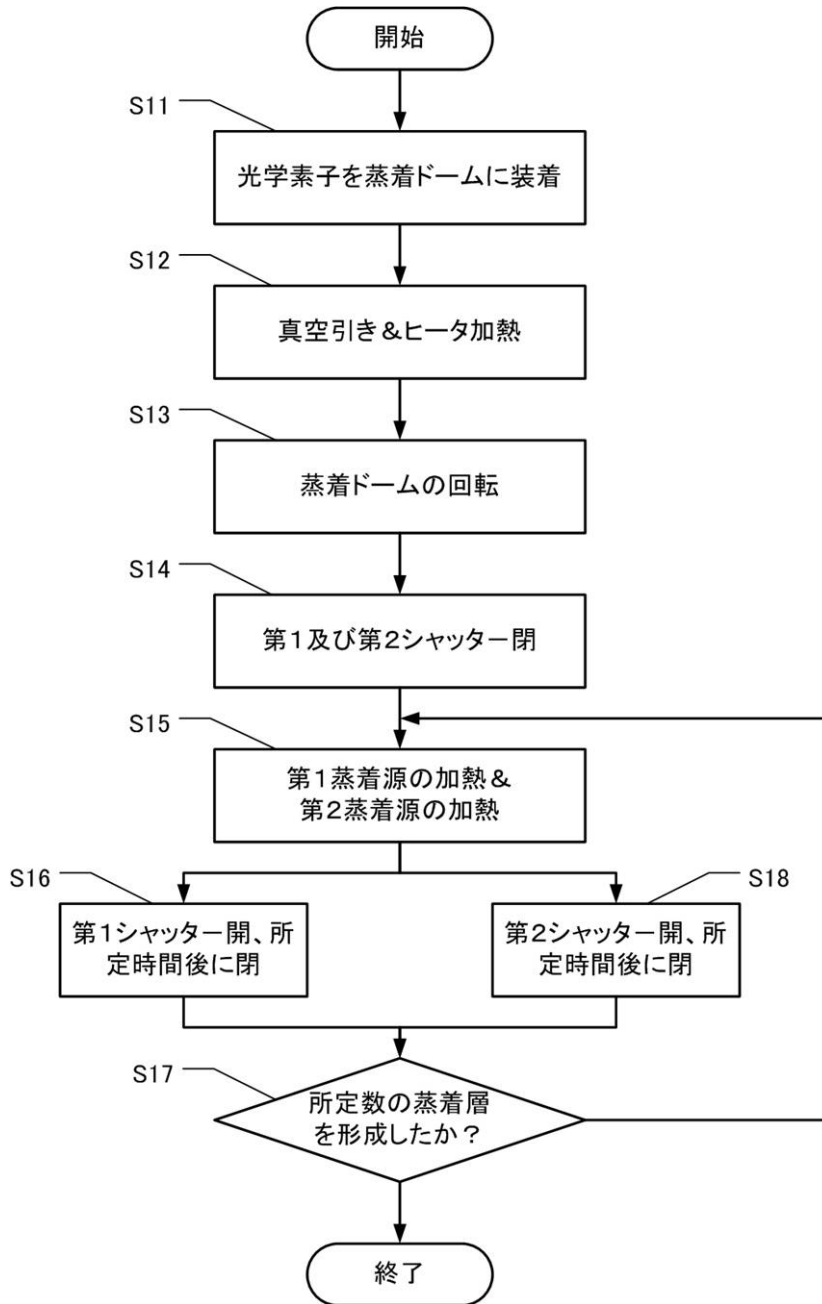 開始
S11
光学素子を蒸着ドームに装着
S12
真空引き&ヒータ加熱
S13
蒸着ドームの回転
S14
第1及び第2シャッター閉
S15
第1蒸着源の加熱&
第2蒸着源の加熱
S16
第1シャッター開、所
定時間後に閉
S18
第2シャッター開、所
定時間後に閉
S17
所定数の蒸着層
を形成したか?
終了